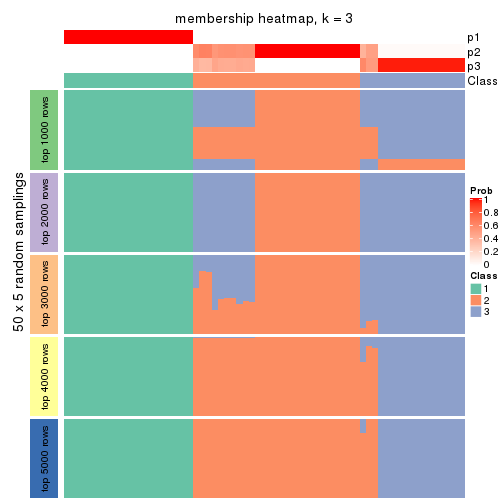 membership heatmap, k = 3
p1
p2
p3
Class
50 x 5 random samplings
top 1000 rows
top 2000 rows
top 3000 rows
top 4000 rows
top 5000 rows
Prob
1
0.8
0.6
0.4
0.2
0
Class
1
2
3